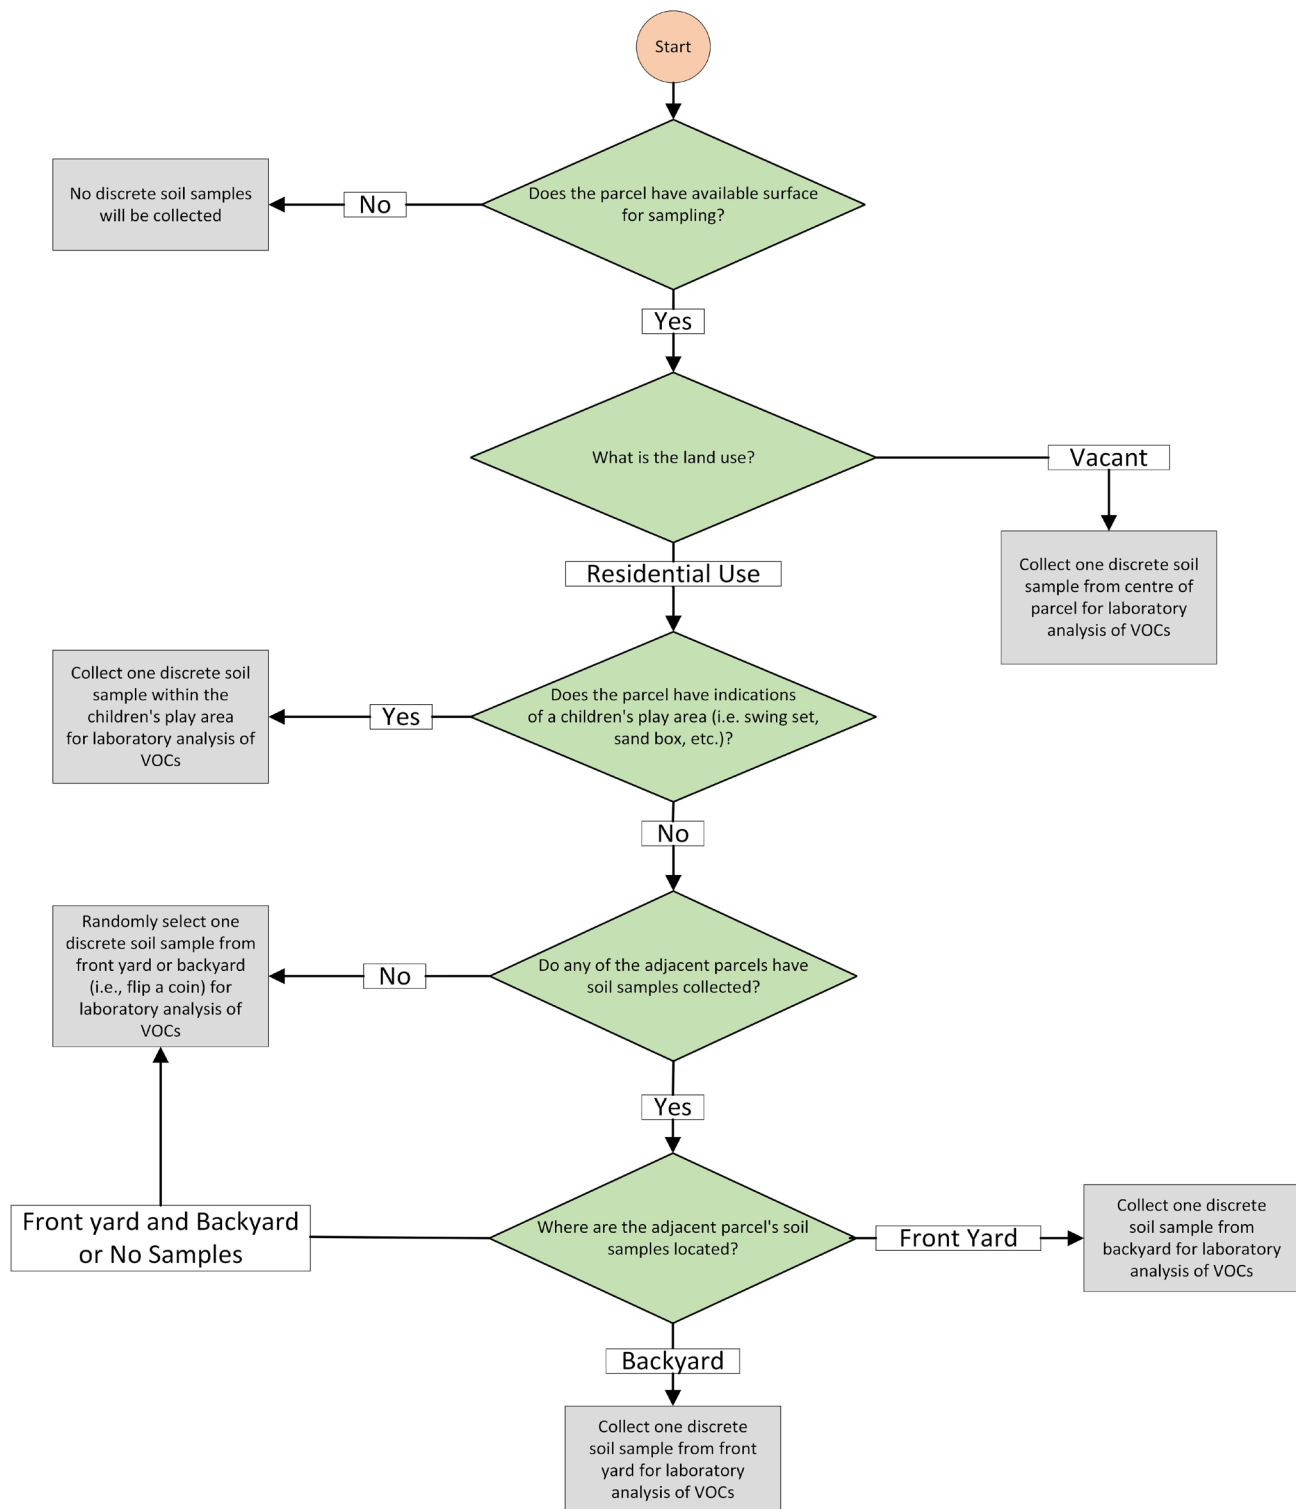 Start
Does the parcel have available surface
for sampling?
No
No discrete soil samples
will be collected
Yes
What is the land use?
Vacant
Collect one discrete soil
sample from centre of
parcel for laboratory
analysis of VOCs
Residential Use
Does the parcel have indications
of a children's play area (i.e. swing set,
sand box, etc.)?
Yes
Collect one discrete soil
sample within the
children's play area
for laboratory analysis of
VOCs
No
Do any of the adjacent parcels have
soil samples collected?
No
Randomly select one
discrete soil sample from
front yard or backyard
(i.e., flip a coin) for
laboratory analysis of
VOCs
Yes
Where are the adjacent parcel's soil
samples located?
Front yard and Backyard
or No Samples
Front Yard
Collect one discrete
soil sample from
backyard for laboratory
analysis of VOCs
Backyard
Collect one discrete
soil sample from front
yard for laboratory
analysis of VOCs